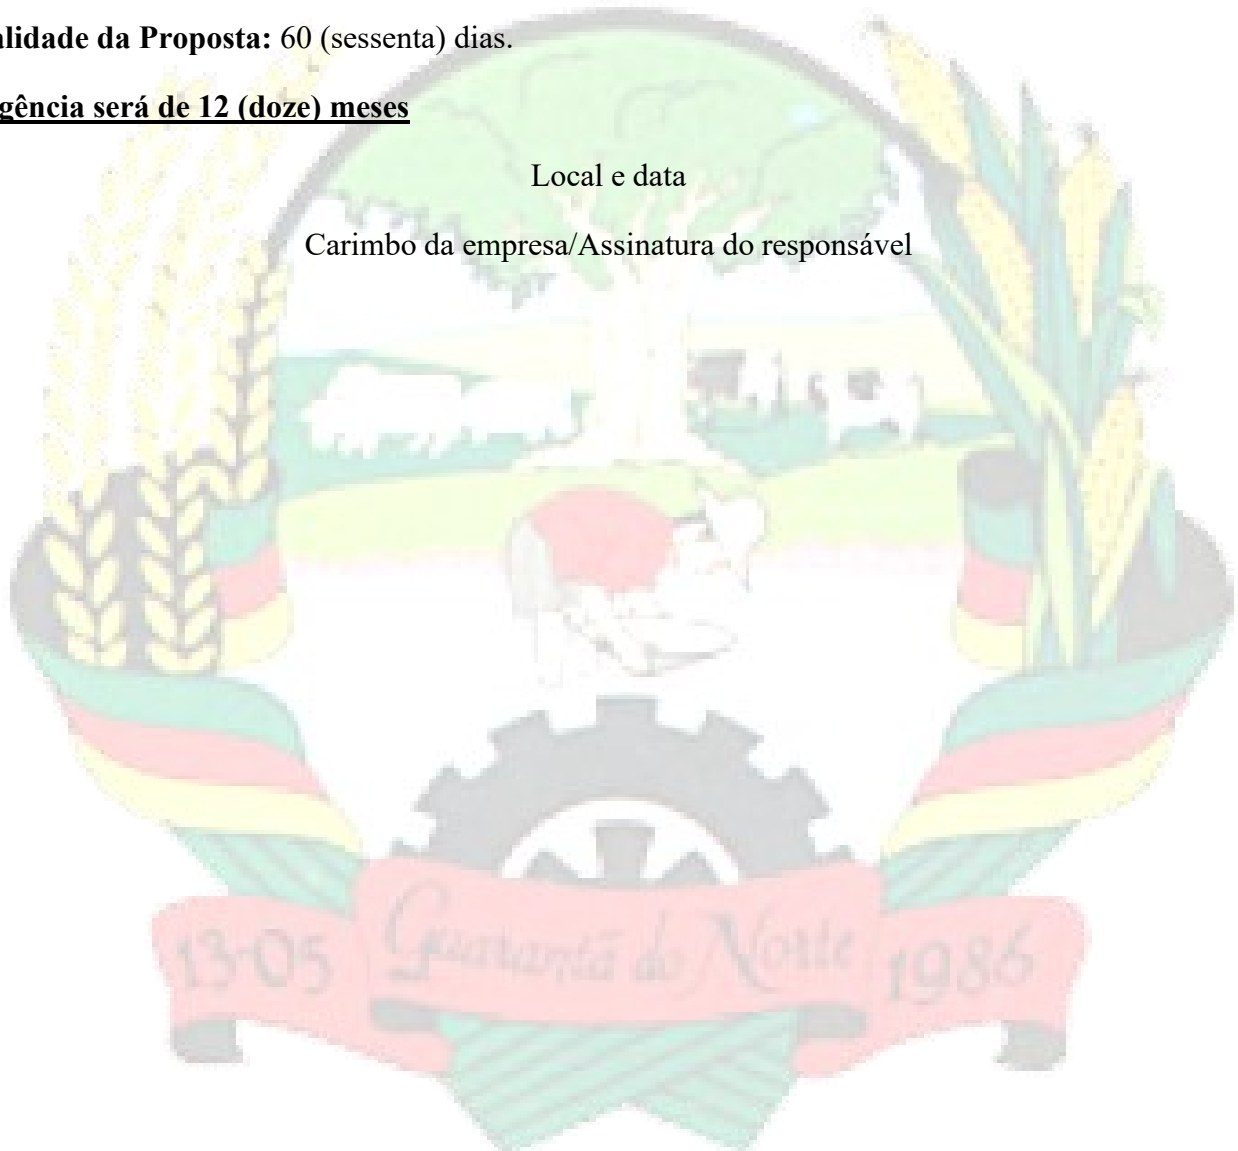 alidade da Proposta: 60 (sessenta) dias.
gência será de 12 (doze) meses
Local e data
Carimbo da empresa/Assinatura do responsável
13-05 Guarantã do Norte 1986